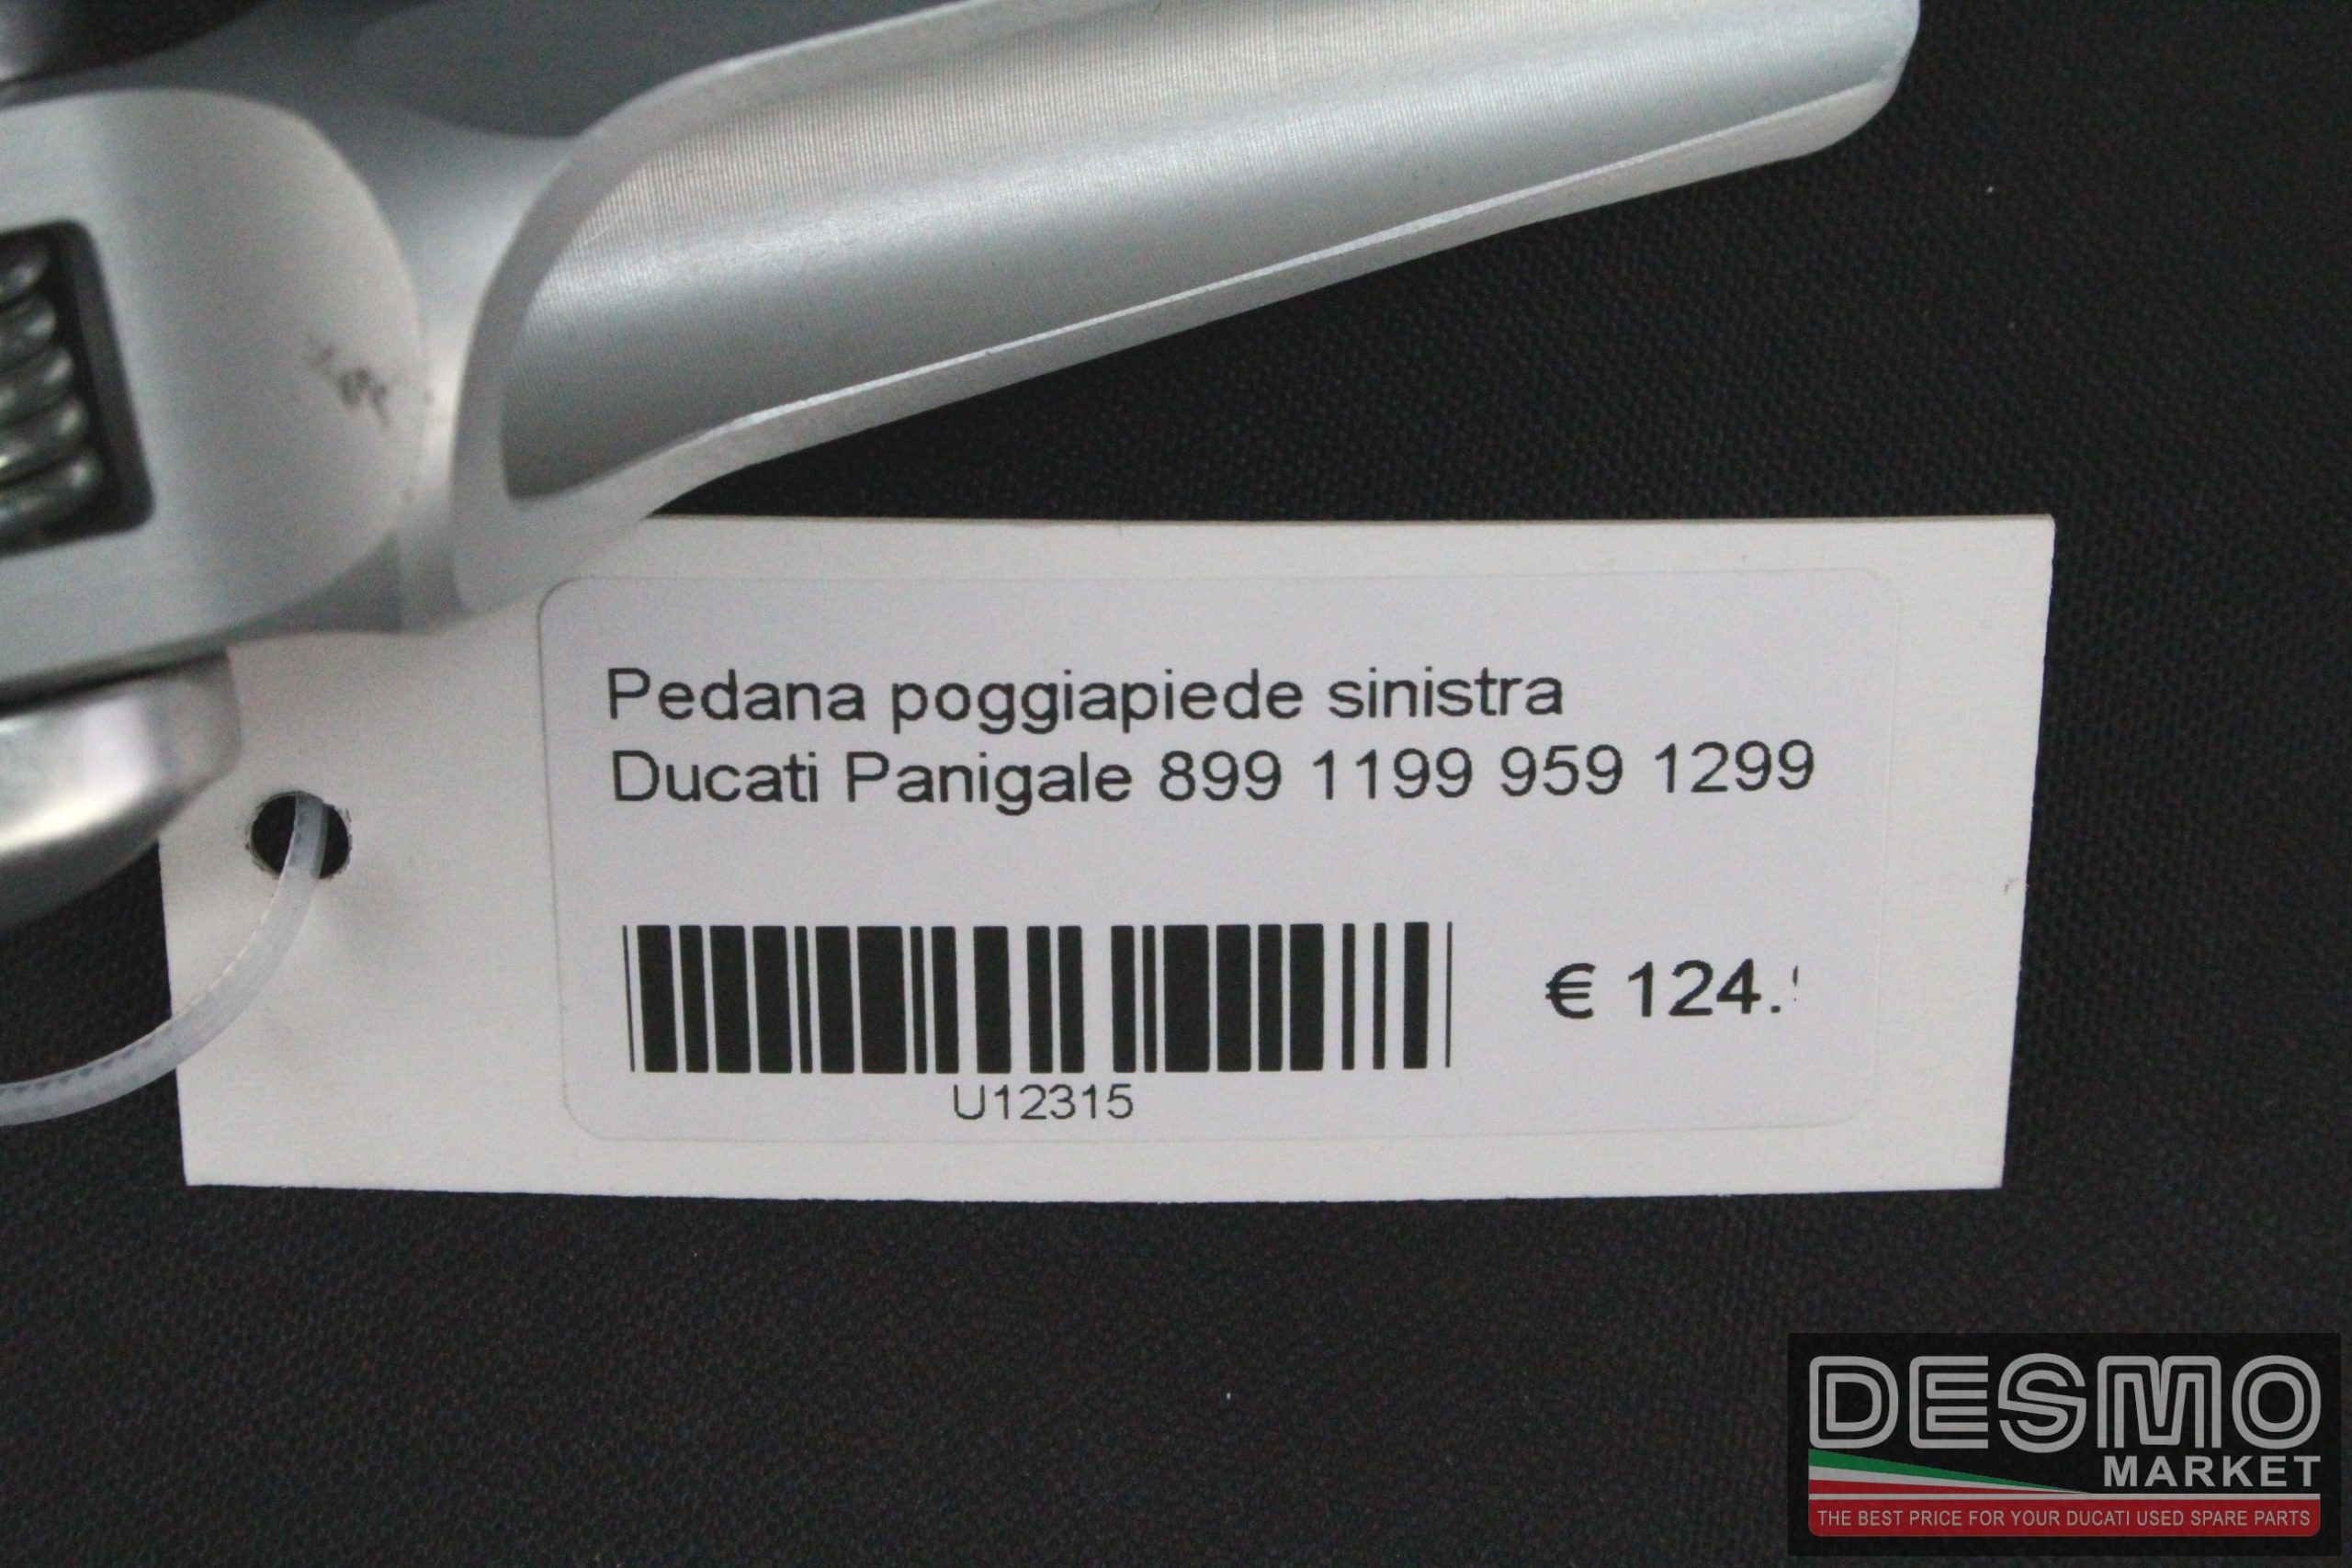 Pedana poggiapiede sinistra
Ducati Panigale 899 1199 959 1299
€ 124.
U12315
DESMO
MARKET
THE BEST PRICE FOR YOUR DUCATI USED SPARE PARTS